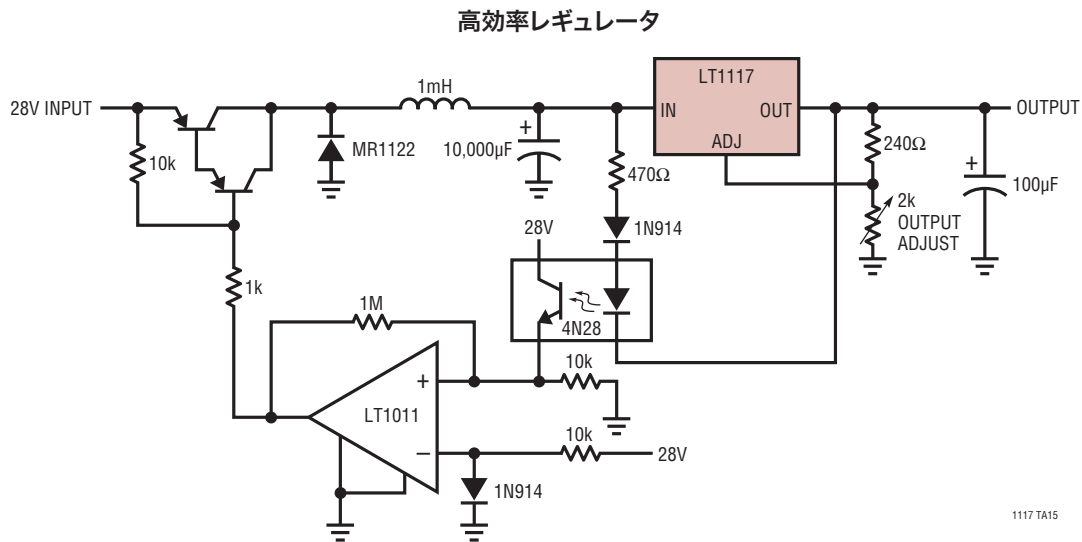 高効率レギュレータ
LT1117
1mH
28V INPUT
IN
OUT
OUTPUT
ADJ
+
+
10k
MR1122
10,000µF
240Ω
470Ω
100µF
2k
OUTPUT
ADJUST
28V
1N914
1k
1M
4N28
10k
+
LT1011
10k
–
28V
1N914
1117 TA15